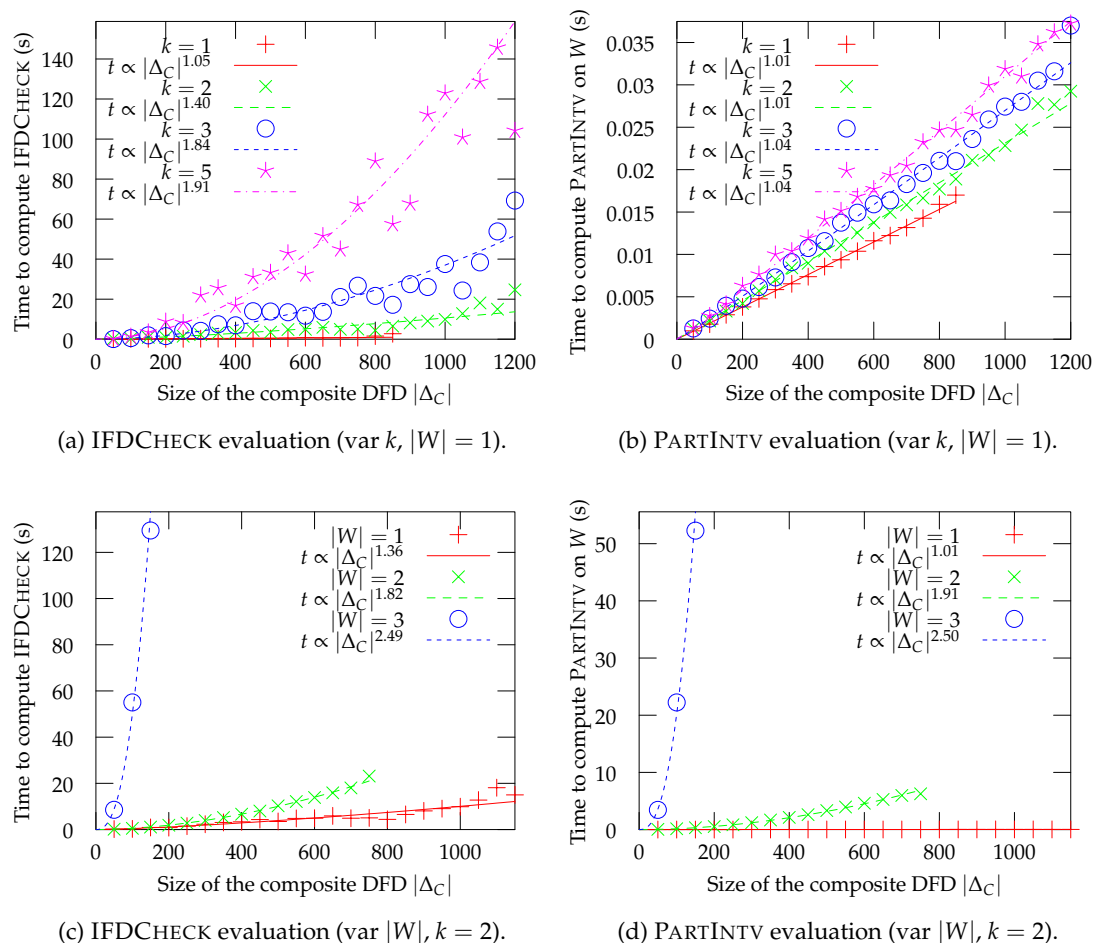 Time to compute IFDCHECK (s)
140
120
100
80
60
40
20
0
k = 1
t ∝ |Δ_C|^1.05
k = 2
t ∝ |Δ_C|^1.40
k = 3
t ∝ |Δ_C|^1.84
k = 5
t ∝ |Δ_C|^1.91
0 200 400 600 800 1000 1200
Size of the composite DFD |Δ_C|
(a) IFDCHECK evaluation (var k, |W| = 1).
Time to compute PARTINTV on W (s)
0.035
0.03
0.025
0.02
0.015
0.01
0.005
0
k = 1
t ∝ |Δ_C|^1.01
k = 2
t ∝ |Δ_C|^1.01
k = 3
t ∝ |Δ_C|^1.04
k = 5
t ∝ |Δ_C|^1.04
0 200 400 600 800 1000 1200
Size of the composite DFD |Δ_C|
(b) PARTINTV evaluation (var k, |W| = 1).
Time to compute IFDCHECK (s)
120
100
80
60
40
20
0
|W| = 1
t ∝ |Δ_C|^1.36
|W| = 2
t ∝ |Δ_C|^1.82
|W| = 3
t ∝ |Δ_C|^2.49
0 200 400 600 800 1000
Size of the composite DFD |Δ_C|
(c) IFDCHECK evaluation (var |W|, k = 2).
Time to compute PARTINTV on W (s)
50
40
30
20
10
0
|W| = 1
t ∝ |Δ_C|^1.01
|W| = 2
t ∝ |Δ_C|^1.91
|W| = 3
t ∝ |Δ_C|^2.50
0 200 400 600 800 1000
Size of the composite DFD |Δ_C|
(d) PARTINTV evaluation (var |W|, k = 2).